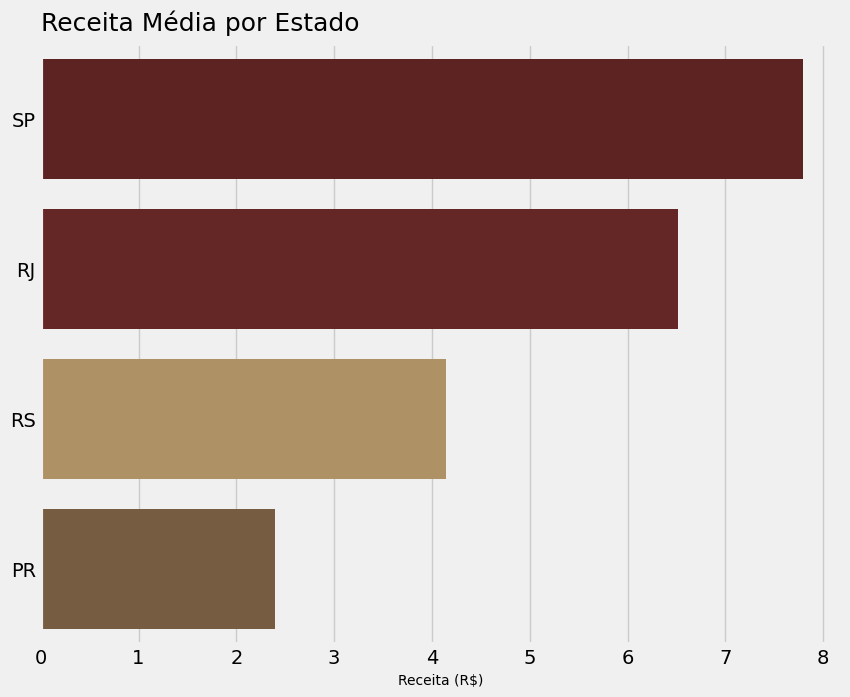 Receita Média por Estado
SP
RJ
RS
PR
0 1 2 3 4 5 6 7 8
Receita (R$)